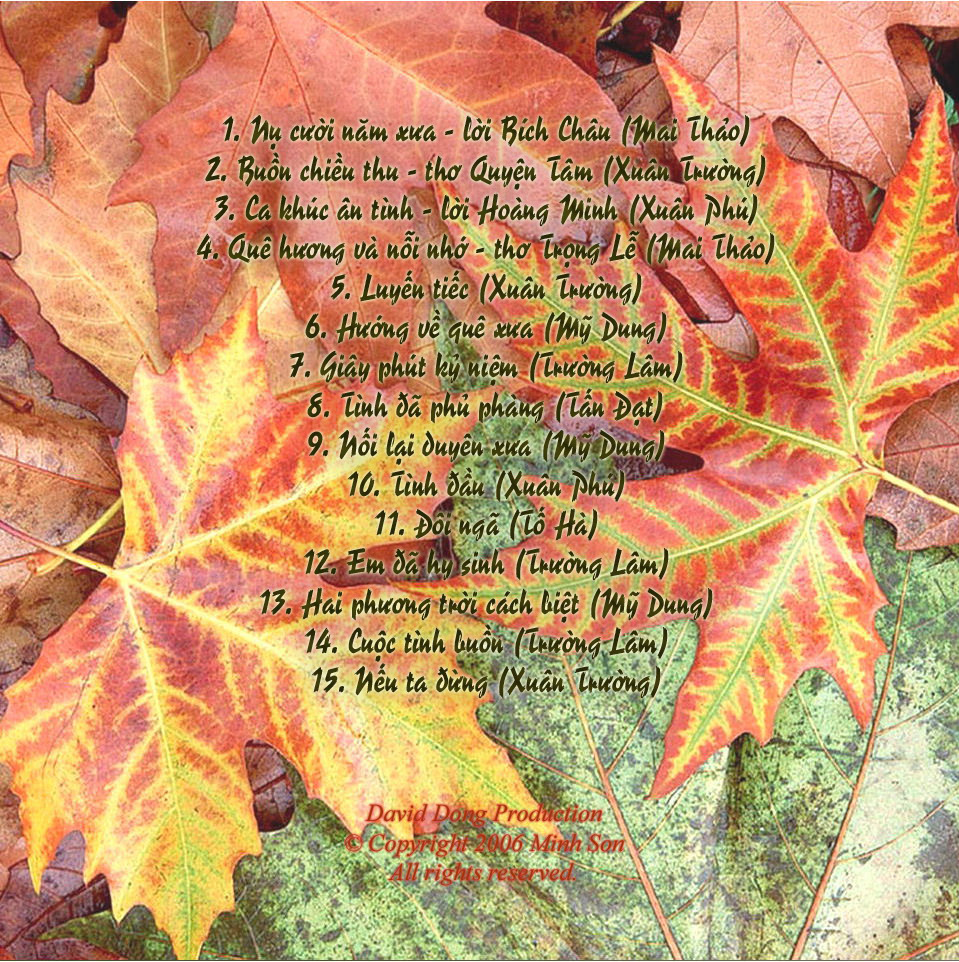 1. Nụ cười năm xưa - lời Bích Châu (Mai Thảo)
2. Buồn chiều thu - thơ Quyện Tâm (Xuân Trường)
3. Ca khúc ân tình - lời Hoàng Minh (Xuân Phú)
4. Quê hương và nỗi nhớ - thơ Trọng Lễ (Mai Thảo)
5. Luyến tiếc (Xuân Trường)
6. Hướng về quê xưa (Mỹ Dung)
7. Giây phút kỷ niệm (Trường Lâm)
8. Tình đã phủ phang (Tấn Đạt)
9. Nối lại duyên xưa (Mỹ Dung)
10. Tình đầu (Xuân Phú)
11. Đôi ngã (Tố Hà)
12. Em đã hy sinh (Trường Lâm)
13. Hai phương trời cách biệt (Mỹ Dung)
14. Cuộc tình buồn (Trường Lâm)
15. Nếu ta đừng (Xuân Trường)
David Dong Production
© Copyright 2006 Minh Son
All rights reserved.